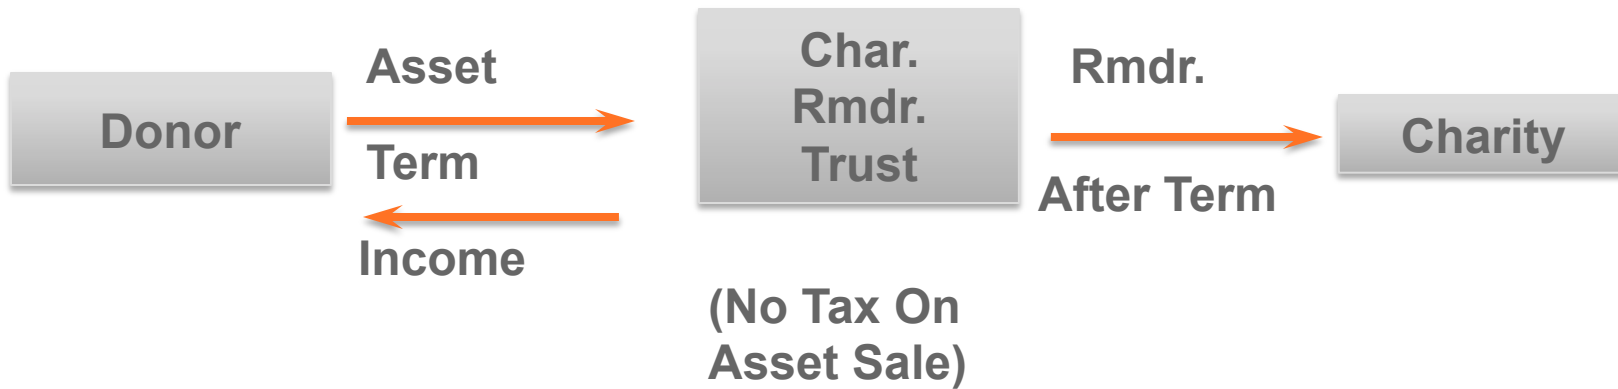 Donor
Asset
Term
Income
Char.
Rmdr.
Trust
(No Tax On
Asset Sale)
Rmdr.
After Term
Charity